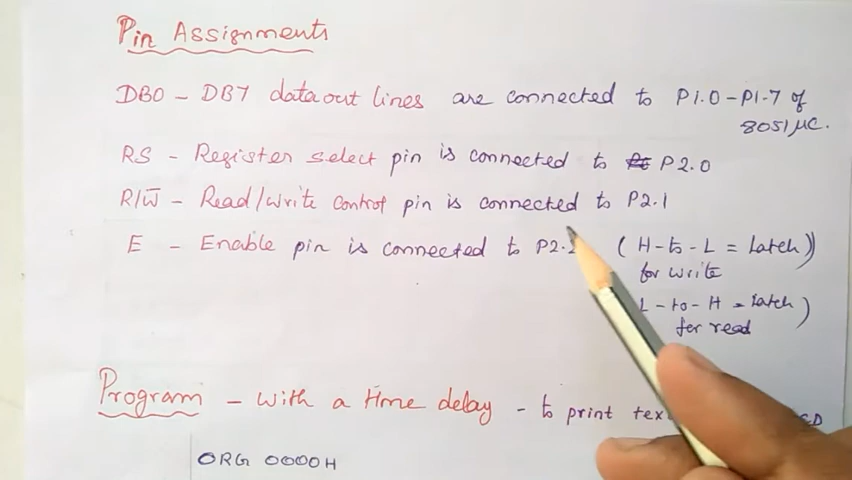 Pin Assignments
DB0 - DB7 data out lines are connected to P1.0 - P1.7 of
8051 μC.
RS - Register select pin is connected to P2.0
R/W̅ - Read/Write Control pin is connected to P2.1
E - Enable pin is connected to P2.2 (H-to-L = latch)
for write
L-to-H = latch)
for read
Program - with a time delay - to print text
ORG 0000H